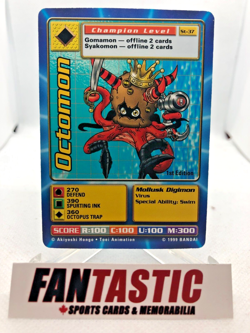 Champion Level
St-37
Gomamon - offline 2 cards
Syakomon - offline 2 cards
Octomon
1st Edition
270
DEFEND
390
SPURTING INK
360
OCTOPUS TRAP
Mollusk Digimon
Virus
Special Ability: Swim
SCORE R:100 C:100 U:100 M:300
© Akiyoshi Hongo • Toei Animation
© 1999 BANDAI
FANTASTIC
SPORTS CARDS & MEMORABILIA